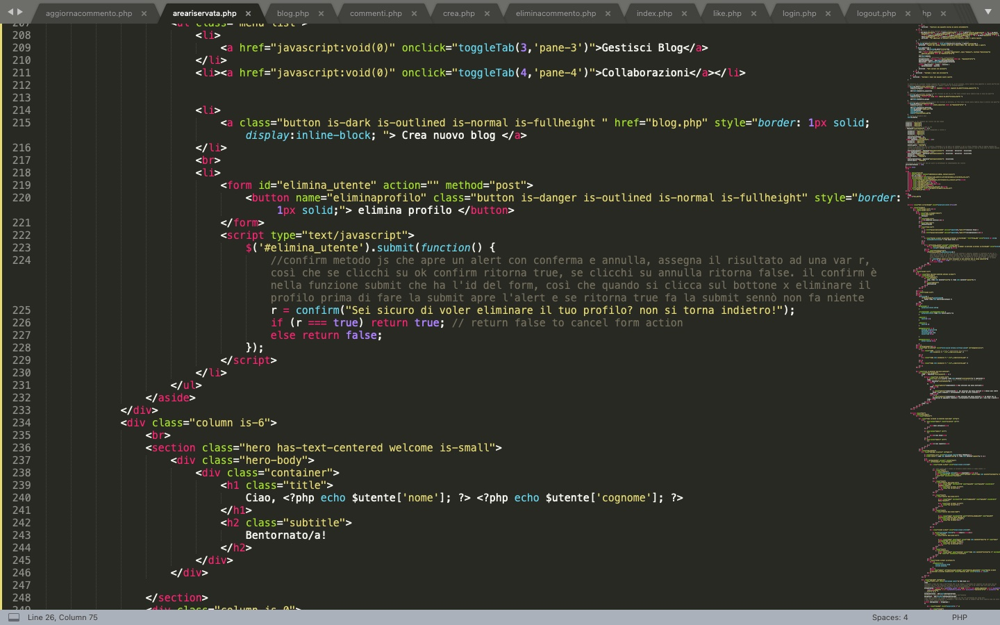 aggiornacommento.php × areariservata.php × blog.php × commenti.php × crea.php × eliminacommento.php × index.php × like.php × login.php × logout.php × hp ×
207 <ul class="menu-list">
208 <li>
209 <a href="javascript:void(0)" onclick="toggleTab(3,'pane-3')">Gestisci Blog</a>
210 </li>
211 <li><a href="javascript:void(0)" onclick="toggleTab(4,'pane-4')">Collaborazioni</a></li>
212
213
214 <li>
215 <a class="button is-dark is-outlined is-normal is-fullheight " href="blog.php" style="border: 1px solid;
display:inline-block; "> Crea nuovo blog </a>
216 </li>
217 <br>
218 <li>
219 <form id="elimina_utente" action="" method="post">
220 <button name="eliminaprofilo" class="button is-danger is-outlined is-normal is-fullheight" style="border:
1px solid;"> elimina profilo </button>
221 </form>
222 <script type="text/javascript">
223 $('#elimina_utente').submit(function() {
224 //confirm metodo js che apre un alert con conferma e annulla, assegna il risultato ad una var r,
così che se clicchi su ok confirm ritorna true, se clicchi su annulla ritorna false. il confirm è
nella funzione submit che ha l'id del form, così che quando si clicca sul bottone x eliminare il
profilo prima di fare la submit apre l'alert e se ritorna true fa la submit sennò non fa niente
225 r = confirm("Sei sicuro di voler eliminare il tuo profilo? non si torna indietro!");
226 if (r === true) return true; // return false to cancel form action
227 else return false;
228 });
229 </script>
230 </li>
231 </ul>
232 </aside>
233 </div>
234 <div class="column is-6">
235 <br>
236 <section class="hero has-text-centered welcome is-small">
237 <div class="hero-body">
238 <div class="container">
239 <h1 class="title">
240 Ciao, <?php echo $utente['nome']; ?> <?php echo $utente['cognome']; ?>
241 </h1>
242 <h2 class="subtitle">
243 Bentornato/a!
244 </h2>
245 </div>
246 </div>
247
248 </section>
249 <div class="column is-0">
Line 26, Column 75 Spaces: 4 PHP